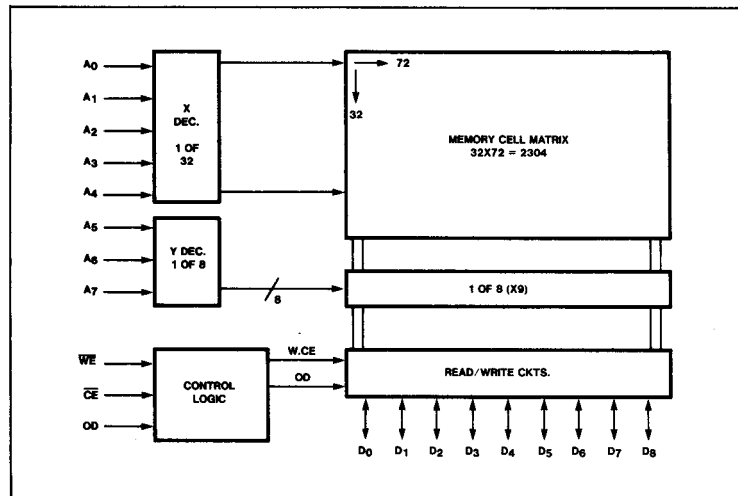 A0
A1
A2
A3
A4
X
DEC.
1 OF
32
72
32
MEMORY CELL MATRIX
32X72 = 2304
A5
A6
A7
Y DEC.
1 OF 8
8
1 OF 8 (X9)
WE
CE
OD
CONTROL
LOGIC
W.CE
OD
READ/WRITE CKTS.
D0 D1 D2 D3 D4 D5 D6 D7 D8